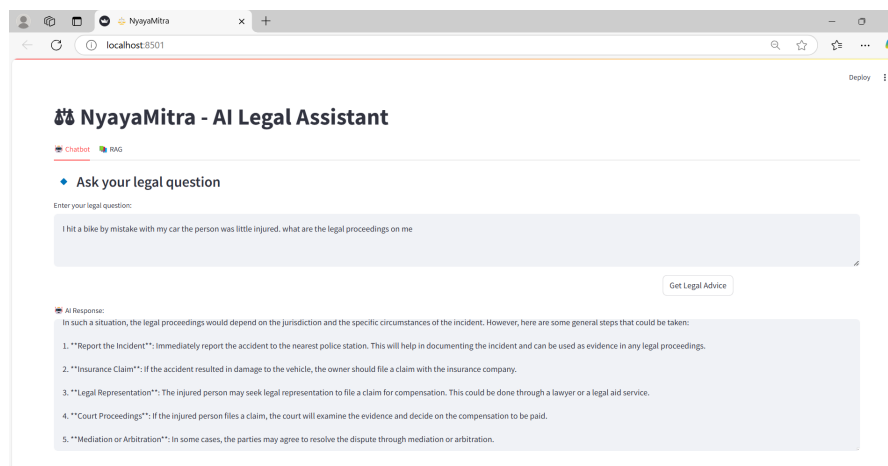 NyayaMitra
localhost:8501
Deploy
NyayaMitra - AI Legal Assistant
Chatbot RAG
Ask your legal question
Enter your legal question:
I hit a bike by mistake with my car the person was little injured. what are the legal proceedings on me
Get Legal Advice
AI Response:
In such a situation, the legal proceedings would depend on the jurisdiction and the specific circumstances of the incident. However, here are some general steps that could be taken:
1. **Report the Incident**: Immediately report the accident to the nearest police station. This will help in documenting the incident and can be used as evidence in any legal proceedings.
2. **Insurance Claim**: If the accident resulted in damage to the vehicle, the owner should file a claim with the insurance company.
3. **Legal Representation**: The injured person may seek legal representation to file a claim for compensation. This could be done through a lawyer or a legal aid service.
4. **Court Proceedings**: If the injured person files a claim, the court will examine the evidence and decide on the compensation to be paid.
5. **Mediation or Arbitration**: In some cases, the parties may agree to resolve the dispute through mediation or arbitration.